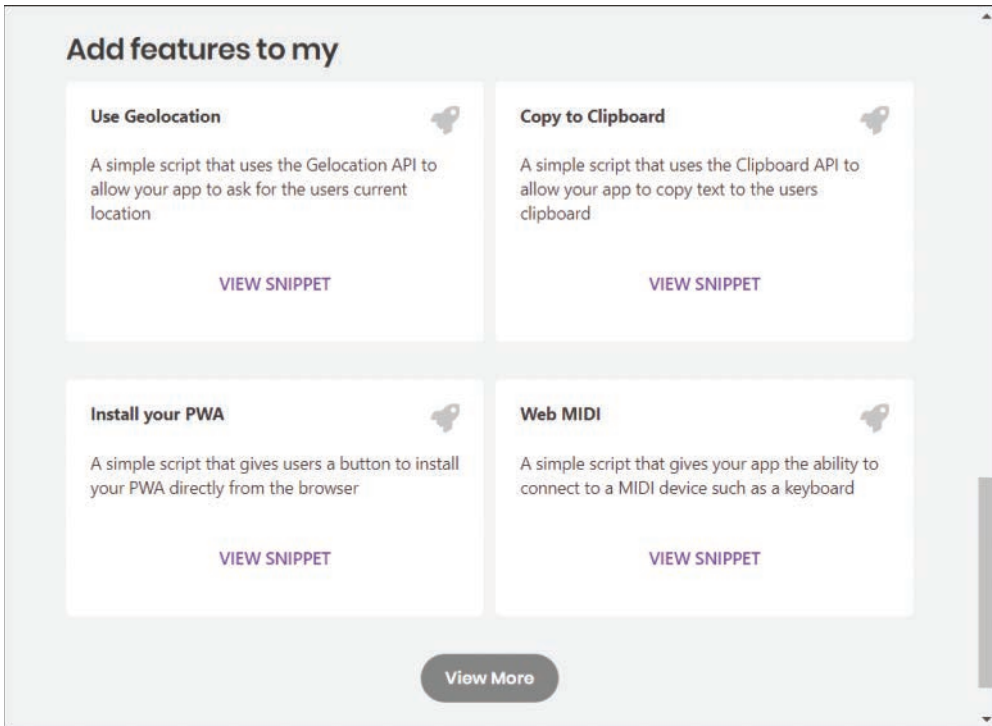 Add features to my
Use Geolocation
A simple script that uses the Gelocation API to
allow your app to ask for the users current
location
VIEW SNIPPET
Copy to Clipboard
A simple script that uses the Clipboard API to
allow your app to copy text to the users
clipboard
VIEW SNIPPET
Install your PWA
A simple script that gives users a button to install
your PWA directly from the browser
VIEW SNIPPET
Web MIDI
A simple script that gives your app the ability to
connect to a MIDI device such as a keyboard
VIEW SNIPPET
View More